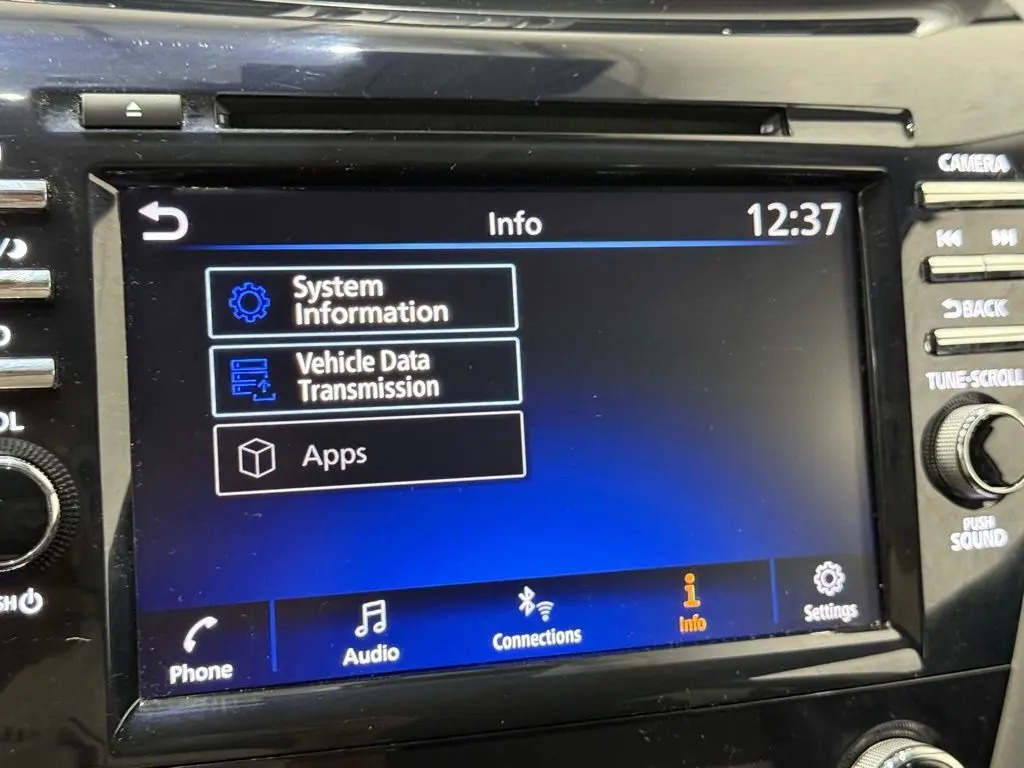 CAMERA
Info
12:37
System
Information
BACK
Vehicle Data
Transmission
TUNE·SCROLL
Apps
PUSH
SOUND
Phone
Audio
Connections
Info
Settings